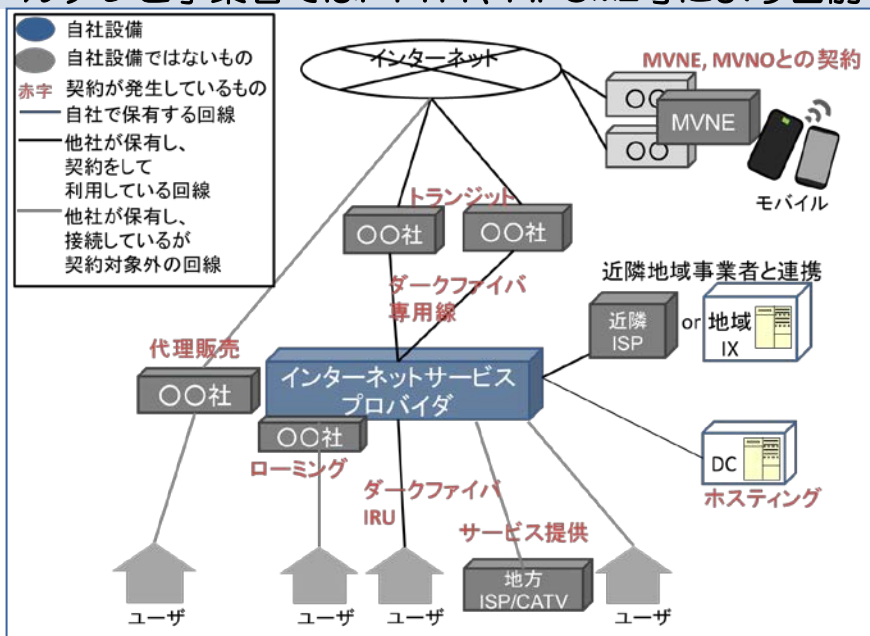 自社設備
自社設備ではないもの
赤字 契約が発生しているもの
自社で保有する回線
他社が保有し、
契約をして
利用している回線
他社が保有し、
接続しているが
契約対象外の回線
インターネット
MVNE, MVNOとの契約
〇〇
〇〇
MVNE
モバイル
トランジット
〇〇社
〇〇社
ダークファイバ
専用線
近隣地域事業者と連携
近隣
ISP
or
地域
IX
代理販売
〇〇社
インターネットサービス
プロバイダ
〇〇社
ローミング
ダークファイバ
IRU
サービス提供
DC
ホスティング
地方
ISP/CATV
ユーザ
ユーザ
ユーザ
ユーザ